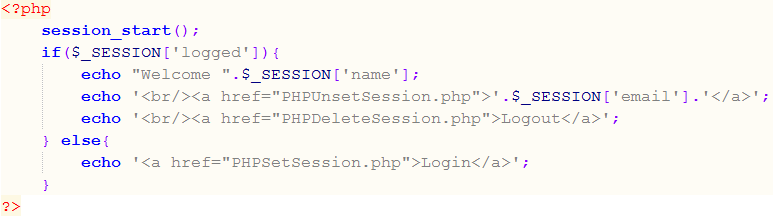 <?php
session_start();
if($_SESSION['logged']){
echo "Welcome ".$_SESSION['name'];
echo '<br/><a href="PHPUnsetSession.php">'.$_SESSION['email'].'</a>';
echo '<br/><a href="PHPDeleteSession.php">Logout</a>';
} else{
echo '<a href="PHPSetSession.php">Login</a>';
}
?>